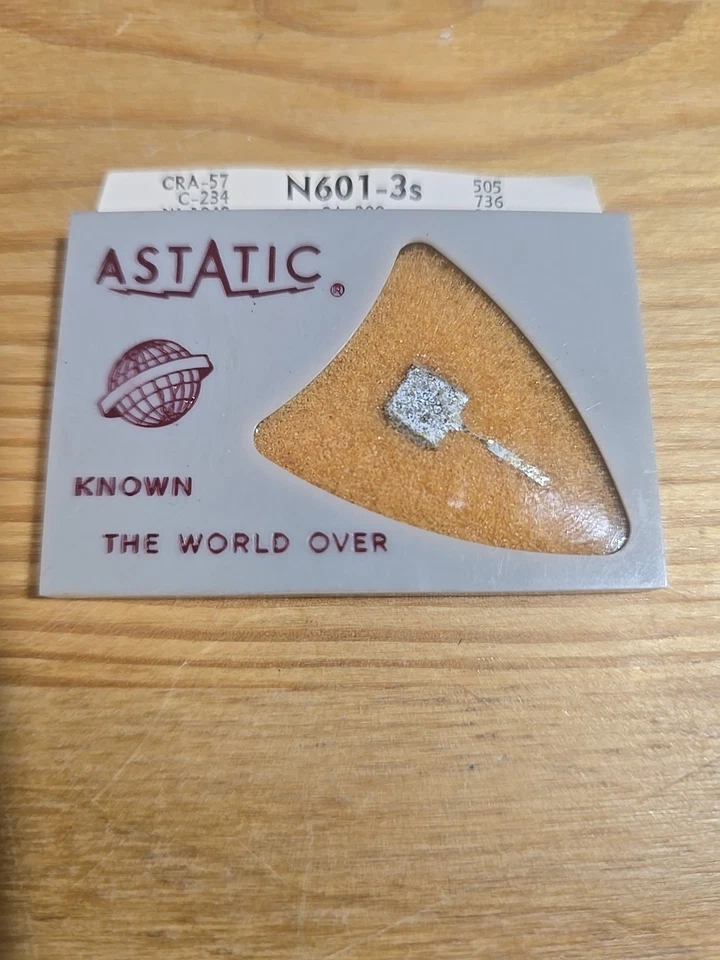 CRA-57
C-234
N601-3s
505
736
ASTATIC
®
KNOWN
THE WORLD OVER